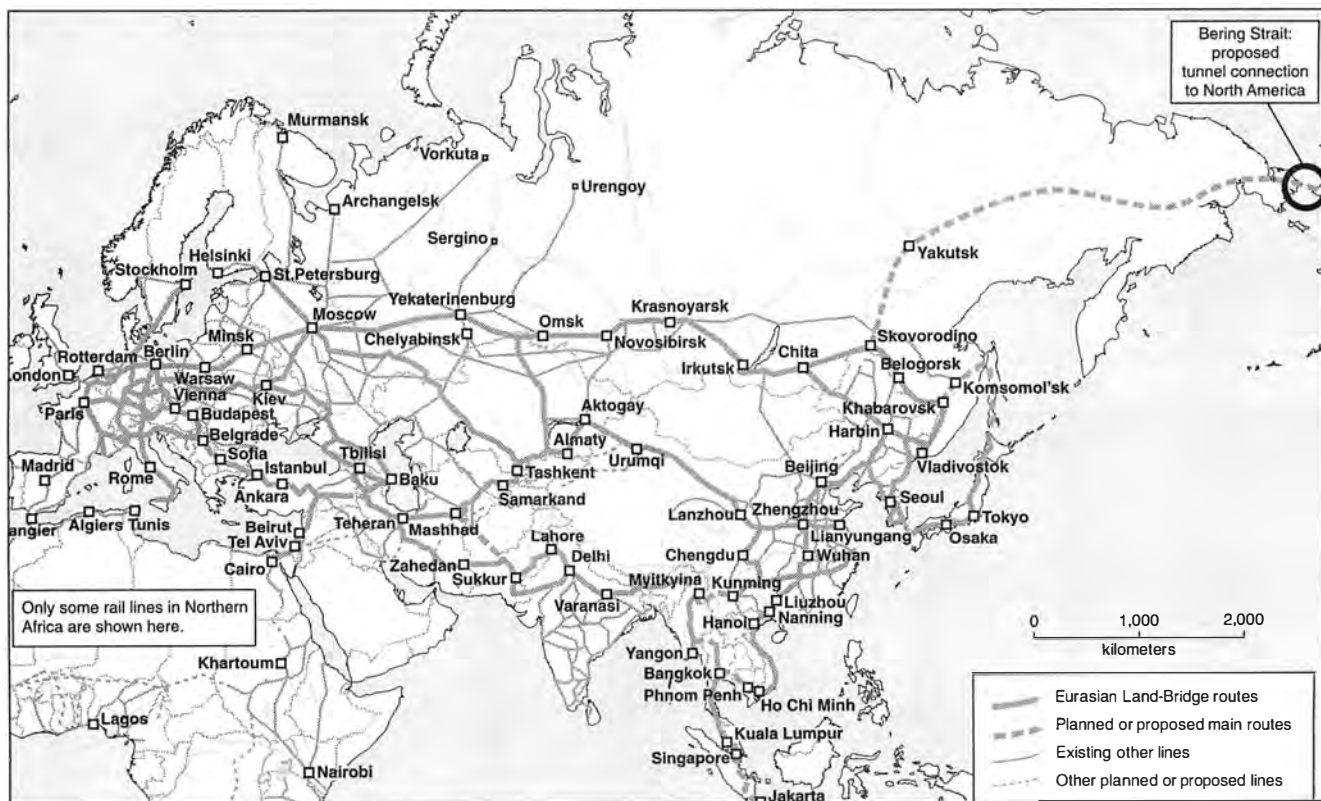 Bering Strait:
proposed
tunnel connection
to North America
Murmansk
Vorkuta
Urengoy
Archangelsk
Sergino
Yakutsk
Helsinki
Stockholm
St.Petersburg
Yekaterinenburg
Krasnoyarsk
Moscow
Omsk
Skovorodino
Minsk
Chelyabinsk
Novosibirsk
Rotterdam
Berlin
Chita
London
Irkutsk
Belogorsk
Warsaw
Komsomol'sk
Vienna
Kiev
Paris
Budapest
Aktogay
Khabarovsk
Belgrade
Harbin
Almaty
Sofia
Tbilisi
Urumqi
Beijing
Vladivostok
Madrid
Istanbul
Rome
Baku
Tashkent
Ankara
Samarkand
Seoul
Algiers
Tunis
Teheran
Mashhad
Lanzhou
Zhengzhou
Tokyo
angier
Beirut
Lianyungang
Osaka
Tel Aviv
Lahore
Chengdu
Wuhan
Cairo
Zahedan
Delhi
Sukkur
Myitkyina
Kunming
Varanasi
Liuzhou
Only some rail lines in Northern
Africa are shown here.
Nanning
Hanoi
0 1,000 2,000
kilometers
Khartoum
Yangon
Bangkok
Phnom Penh
Ho Chi Minh
Eurasian Land-Bridge routes
Lagos
Planned or proposed main routes
Kuala Lumpur
Singapore
Existing other lines
Nairobi
Other planned or proposed lines
Jakarta